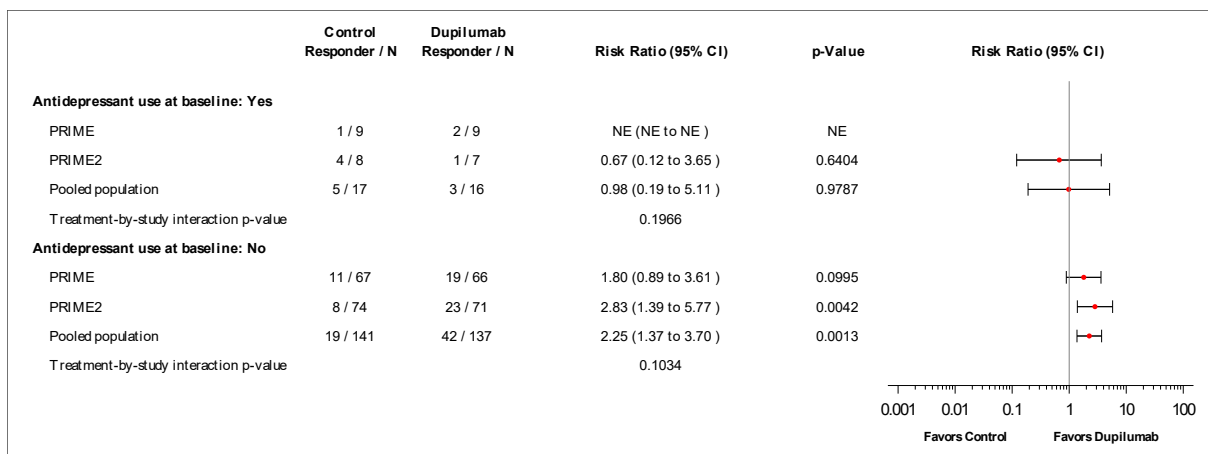 Control Dupilumab
Responder / N Responder / N Risk Ratio (95% CI) p-Value Risk Ratio (95% CI)
Antidepressant use at baseline: Yes
PRIME 1 / 9 2 / 9 NE (NE to NE ) NE
PRIME2 4 / 8 1 / 7 0.67 (0.12 to 3.65 ) 0.6404
Pooled population 5 / 17 3 / 16 0.98 (0.19 to 5.11 ) 0.9787
Treatment-by-study interaction p-value 0.1966
Antidepressant use at baseline: No
PRIME 11 / 67 19 / 66 1.80 (0.89 to 3.61 ) 0.0995
PRIME2 8 / 74 23 / 71 2.83 (1.39 to 5.77 ) 0.0042
Pooled population 19 / 141 42 / 137 2.25 (1.37 to 3.70 ) 0.0013
Treatment-by-study interaction p-value 0.1034
0.001 0.01 0.1 1 10 100
Favors Control Favors Dupilumab